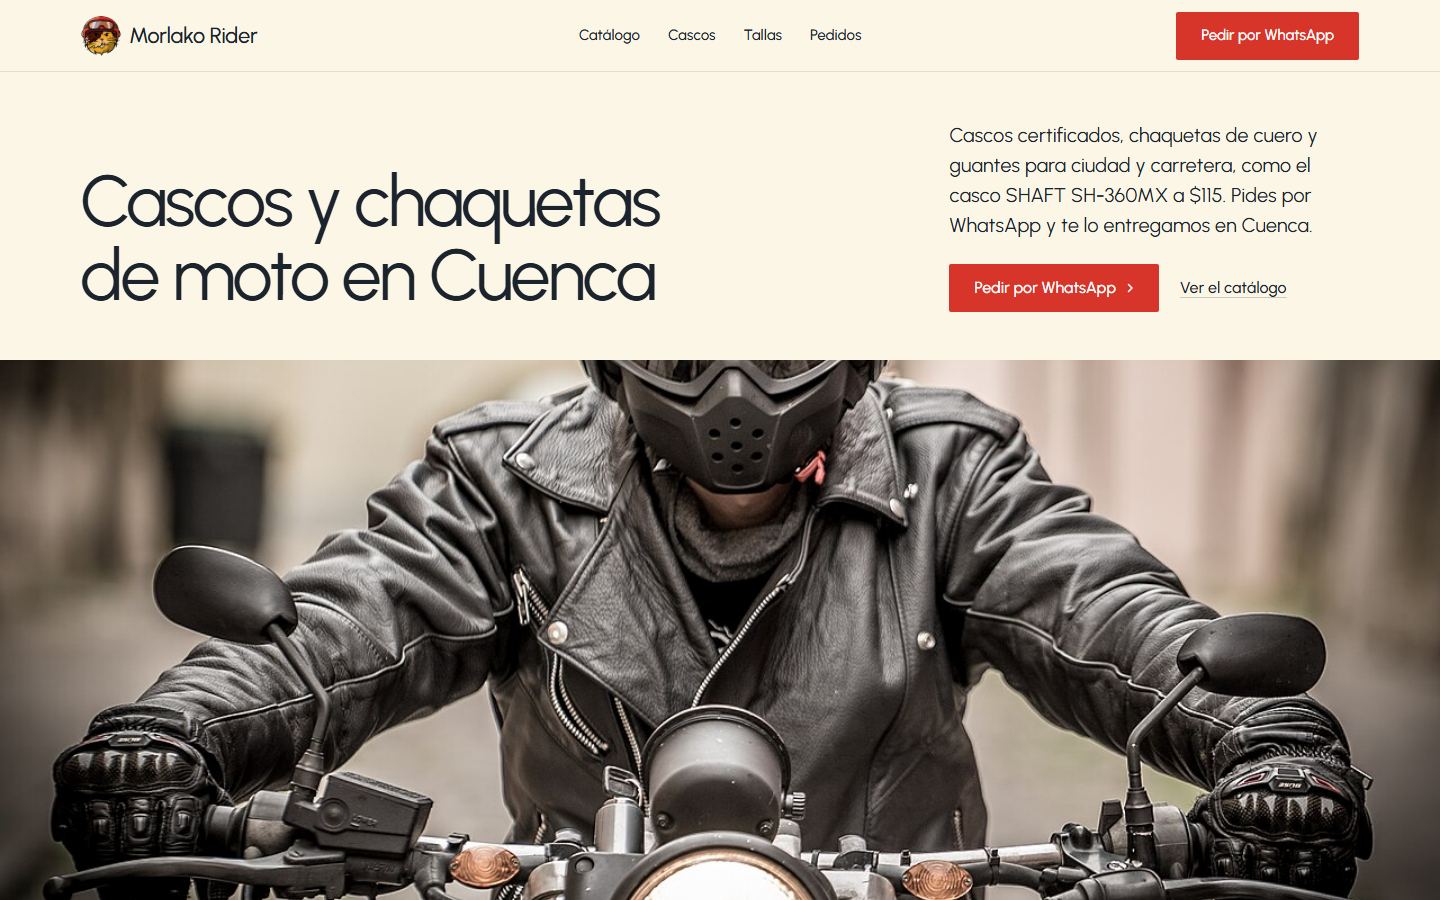 Morlako Rider
Catálogo
Cascos
Tallas
Pedidos
Pedir por WhatsApp
Cascos y chaquetas
de moto en Cuenca
Cascos certificados, chaquetas de cuero y
guantes para ciudad y carretera, como el
casco SHAFT SH-360MX a $115. Pides por
WhatsApp y te lo entregamos en Cuenca.
Pedir por WhatsApp
Ver el catálogo